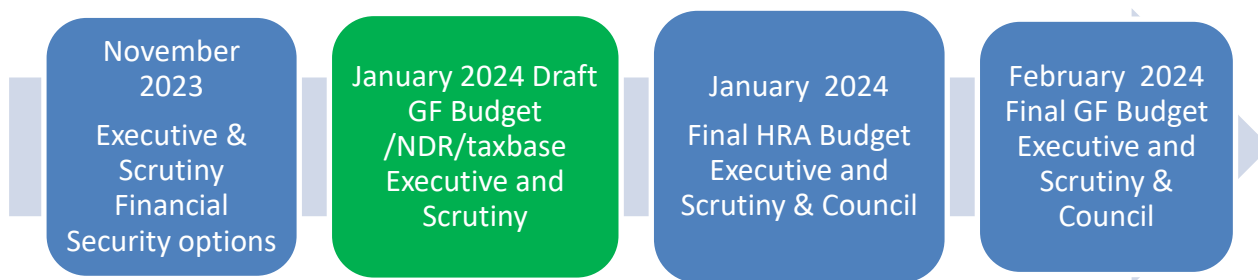 November
2023
Executive &
Scrutiny
Financial
Security options
January 2024 Draft
GF Budget
/NDR/taxbase
Executive and
Scrutiny
January  2024
Final HRA Budget
Executive and
Scrutiny & Council
February  2024
Final GF Budget
Executive and
Scrutiny &
Council